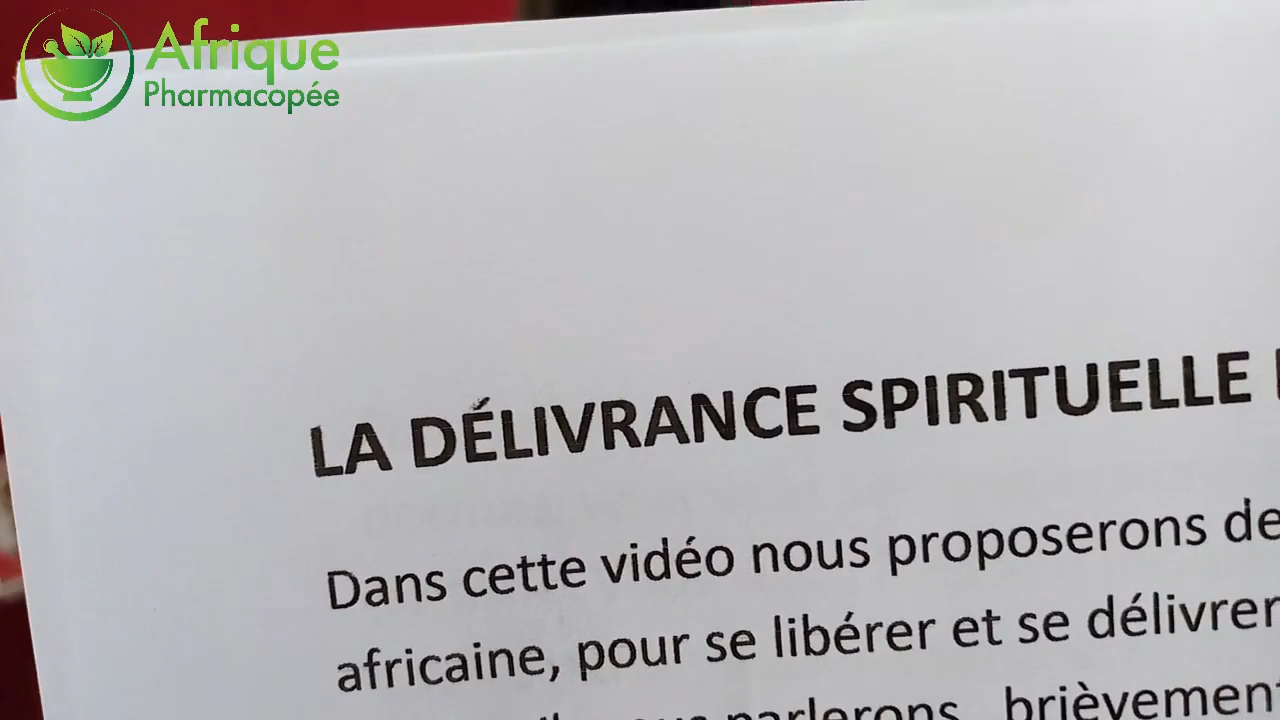 Afrique
Pharmacopée
LA DÉLIVRANCE SPIRITUELLE
Dans cette vidéo nous proposerons de
africaine, pour se libérer et se délivrer
parlerons brièvement